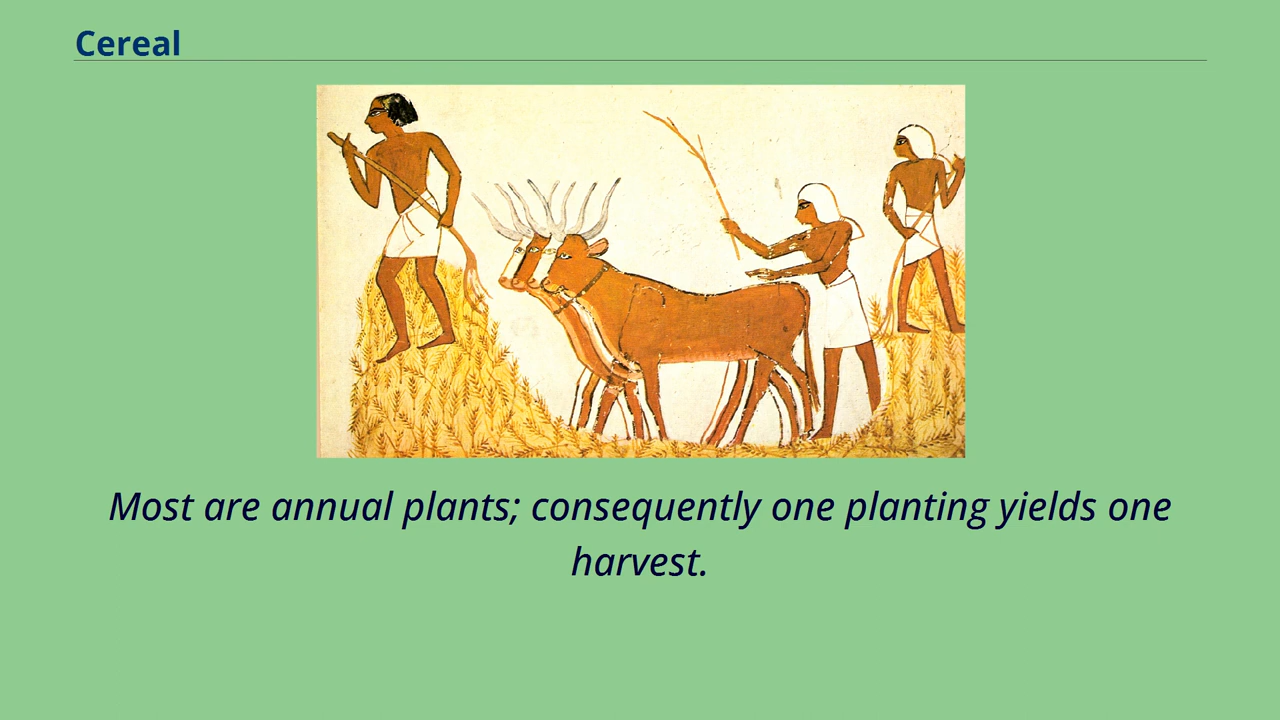 Cereal
Most are annual plants; consequently one planting yields one
harvest.